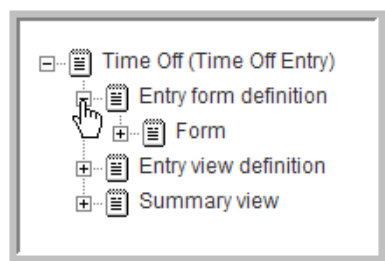 Time Off (Time Off Entry)
Entry form definition
Form
Entry view definition
Summary view